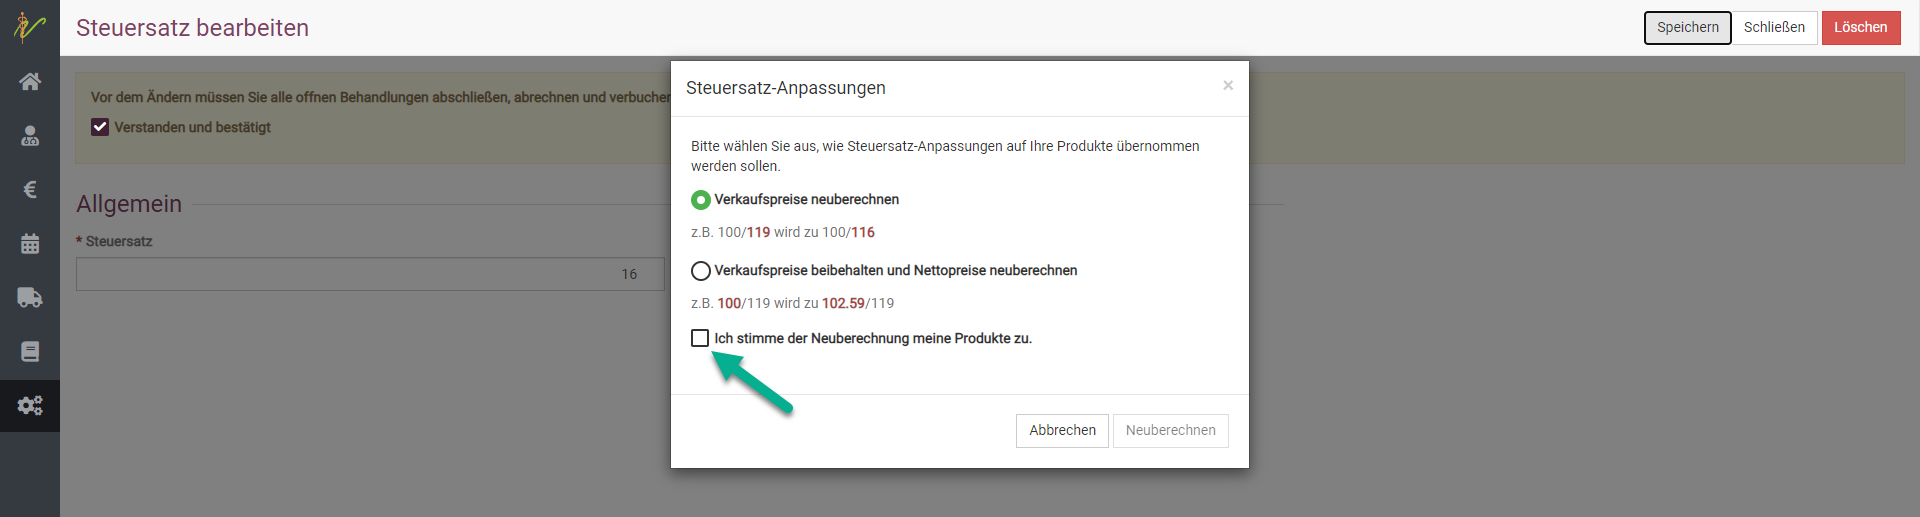 Steuersatz bearbeiten
Speichern
Schließen
Löschen
Vor dem Ändern müssen Sie alle offnen Behandlungen abschließen, abrechnen und verbuchen
Verstanden und bestätigt
Allgemein
* Steuersatz
16
Steuersatz-Anpassungen
×
Bitte wählen Sie aus, wie Steuersatz-Anpassungen auf Ihre Produkte übernommen
werden sollen.
Verkaufspreise neuberechnen
z.B. 100/119 wird zu 100/116
Verkaufspreise beibehalten und Nettopreise neuberechnen
z.B. 100/119 wird zu 102.59/119
Ich stimme der Neuberechnung meine Produkte zu.
Abbrechen
Neuberechnen